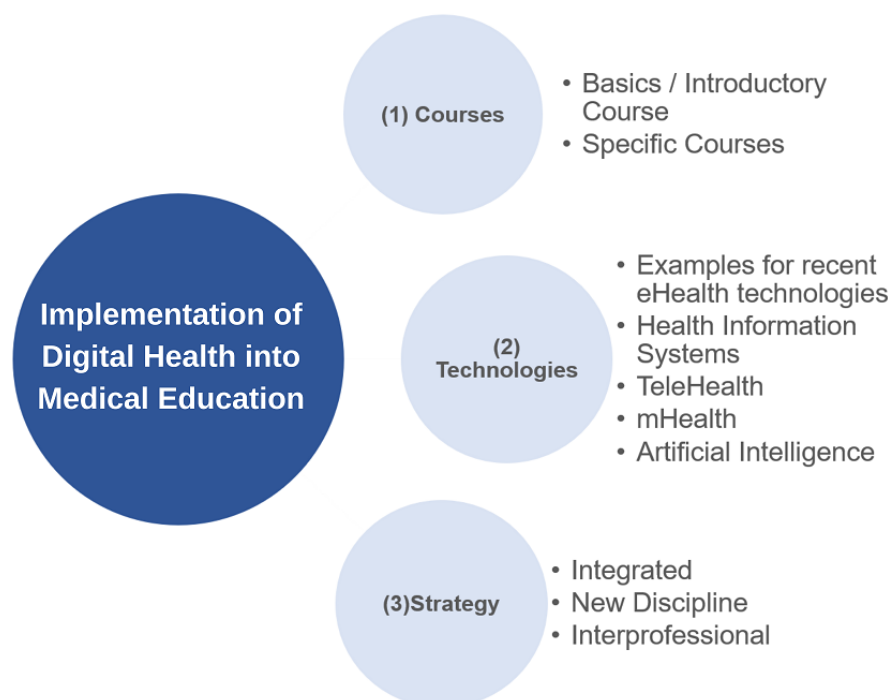 (1) Courses
• Basics / Introductory
Course
• Specific Courses
Implementation of
Digital Health into
Medical Education
(2)
Technologies
• Examples for recent
eHealth technologies
• Health Information
Systems
• TeleHealth
• mHealth
• Artificial Intelligence
(3)Strategy
• Integrated
• New Discipline
• Interprofessional